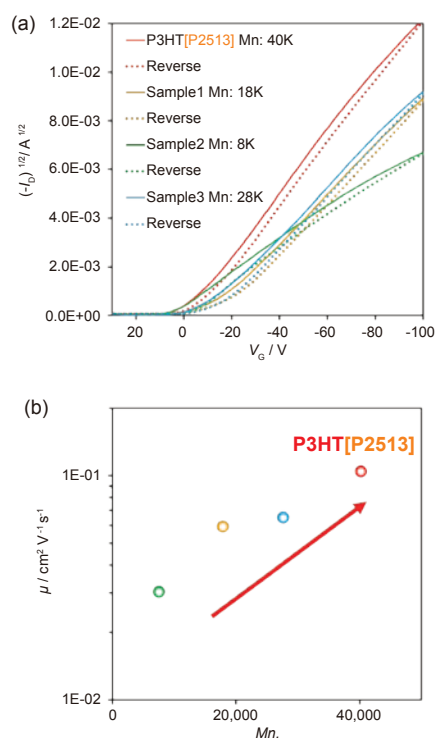 (a)
1.2E-02
1.0E-02
8.0E-03
6.0E-03
4.0E-03
2.0E-03
0.0E+00
(-I_D) ^1/2/ A ^1/2
P3HT[P2513] Mn: 40K
Reverse
Sample1 Mn: 18K
Reverse
Sample2 Mn: 8K
Reverse
Sample3 Mn: 28K
Reverse
20 0 -20 -40 -60 -80 -100
V_G / V
(b)
P3HT[P2513]
1E-01
1E-02
μ / cm² V⁻¹ s⁻¹
0 20,000 40,000
Mn.